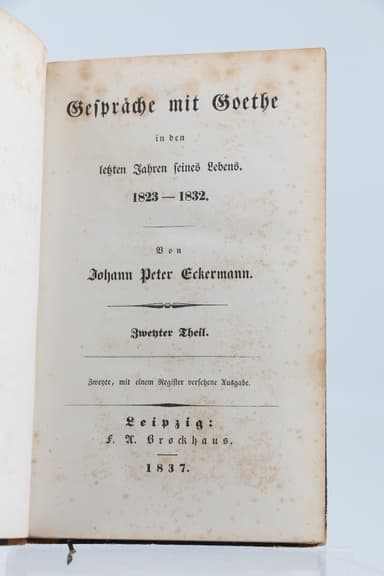 Gespräche mit Goethe
in den
letzten Jahren seines Lebens.
1823 — 1832.
Von
Johann Peter Eckermann.
Zweyter Theil.
Zweyte, mit einem Register versehene Ausgabe.
Leipzig:
F. A. Brockhaus.
1837.